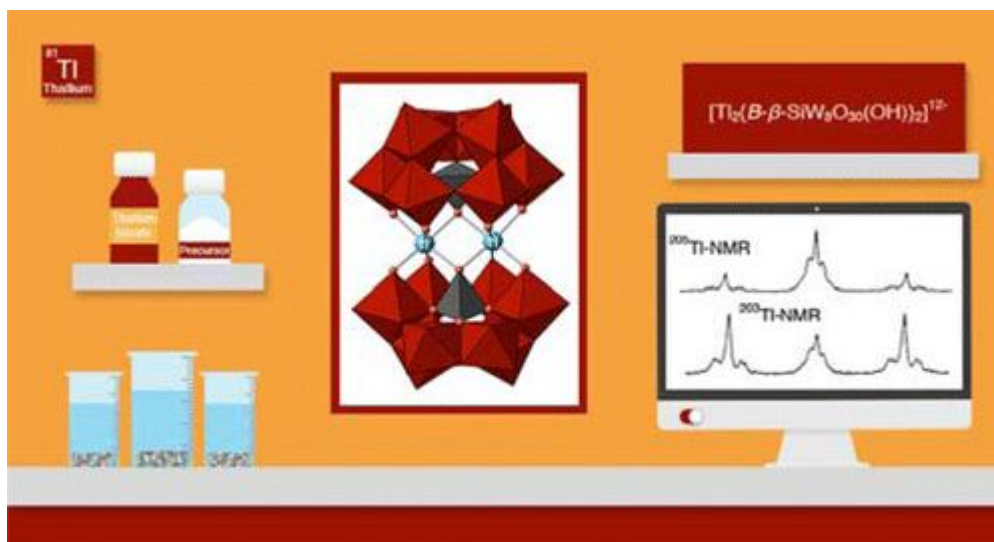 81
Tl
Thallium
[Tl₂{B-β-SiW₈O₃₀(OH)}₂]¹²⁻
Thallium
Nitrate
Precursor
²⁰⁵Tl-NMR
²⁰³Tl-NMR